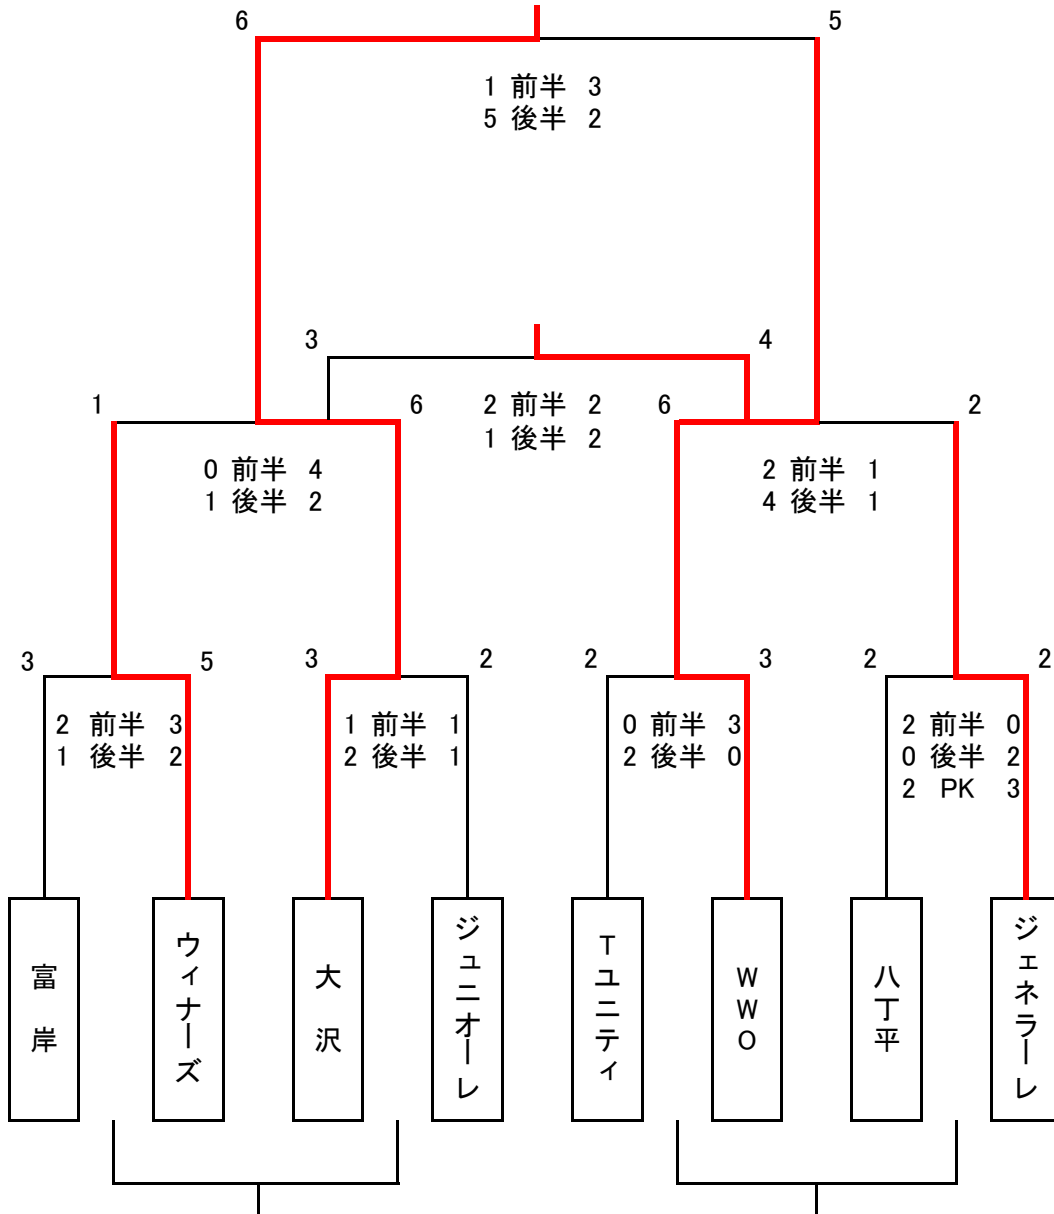 6 5
1 前半 3
5 後半 2
3 4
1 6 6 2
2 前半 2
1 後半 2
0 前半 4
1 後半 2
2 前半 1
4 後半 1
3 5 3 2 2 3 2 2
2 前半 3
1 後半 2
1 前半 1
2 後半 1
0 前半 3
2 後半 0
2 前半 0
0 後半 2
2 PK 3
富岸
ウィナーズ
大沢
ジュニオーレ
Tユニティ
WWO
八丁平
ジェネラーレ